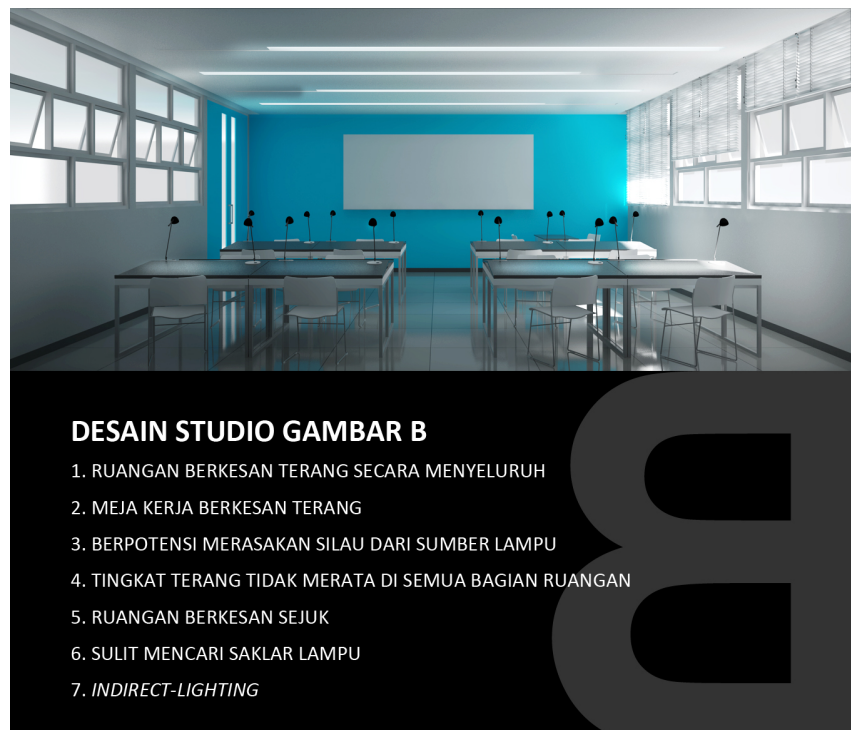 DESAIN STUDIO GAMBAR B
1. RUANGAN BERKESAN TERANG SECARA MENYELURUH
2. MEJA KERJA BERKESAN TERANG
3. BERPOTENSI MERASAKAN SILAU DARI SUMBER LAMPU
4. TINGKAT TERANG TIDAK MERATA DI SEMUA BAGIAN RUANGAN
5. RUANGAN BERKESAN SEJUK
6. SULIT MENCARI SAKLAR LAMPU
7. INDIRECT-LIGHTING
B